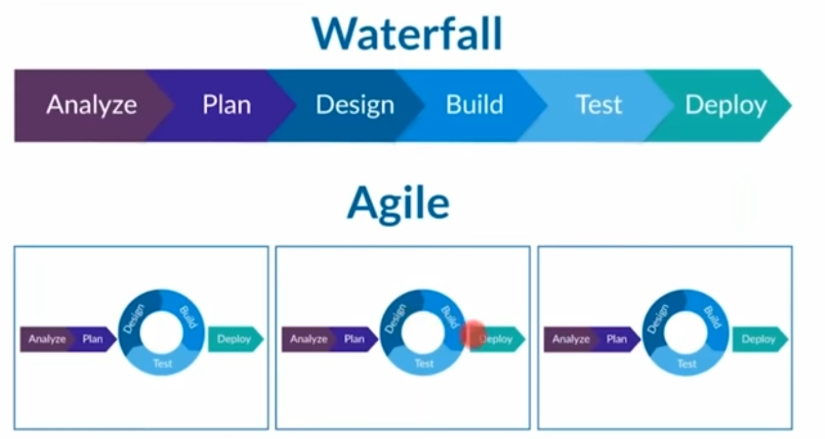 Waterfall
Analyze Plan Design Build Test Deploy
Agile
Analyze Plan Design Build Test Deploy
Analyze Plan Design Build Test Deploy
Analyze Plan Design Build Test Deploy